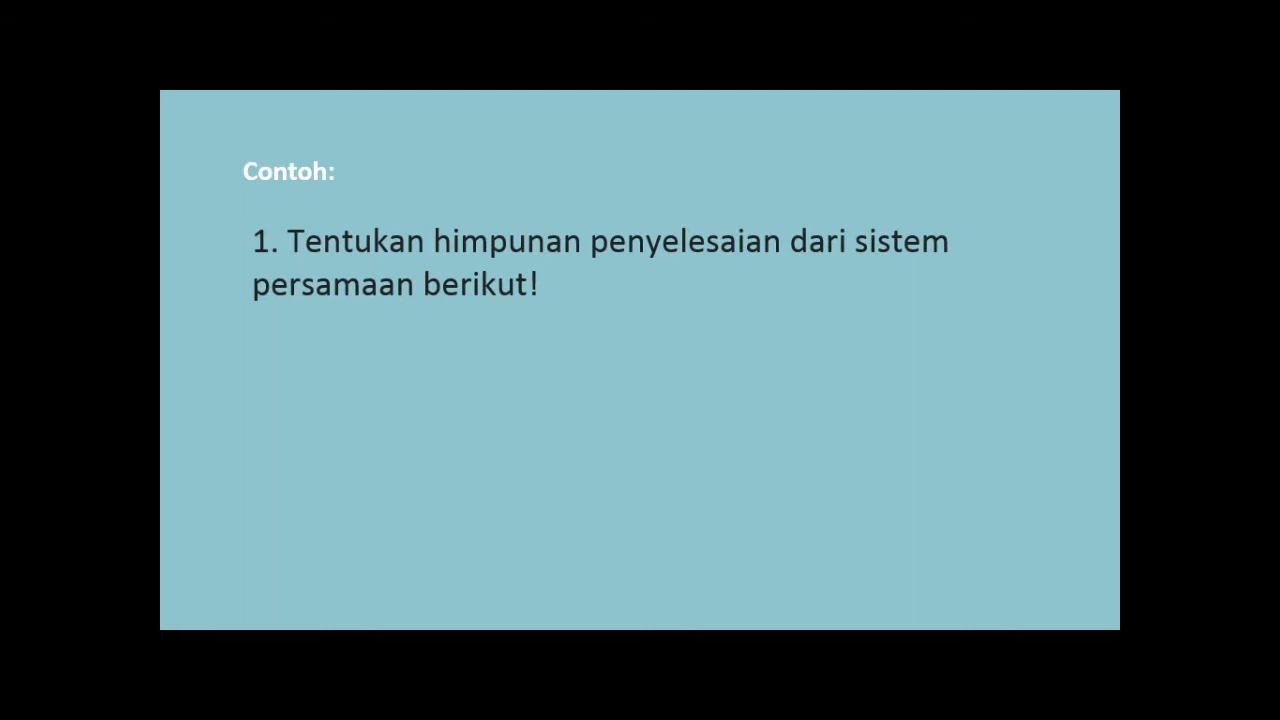 Contoh:
1. Tentukan himpunan penyelesaian dari sistem
persamaan berikut!